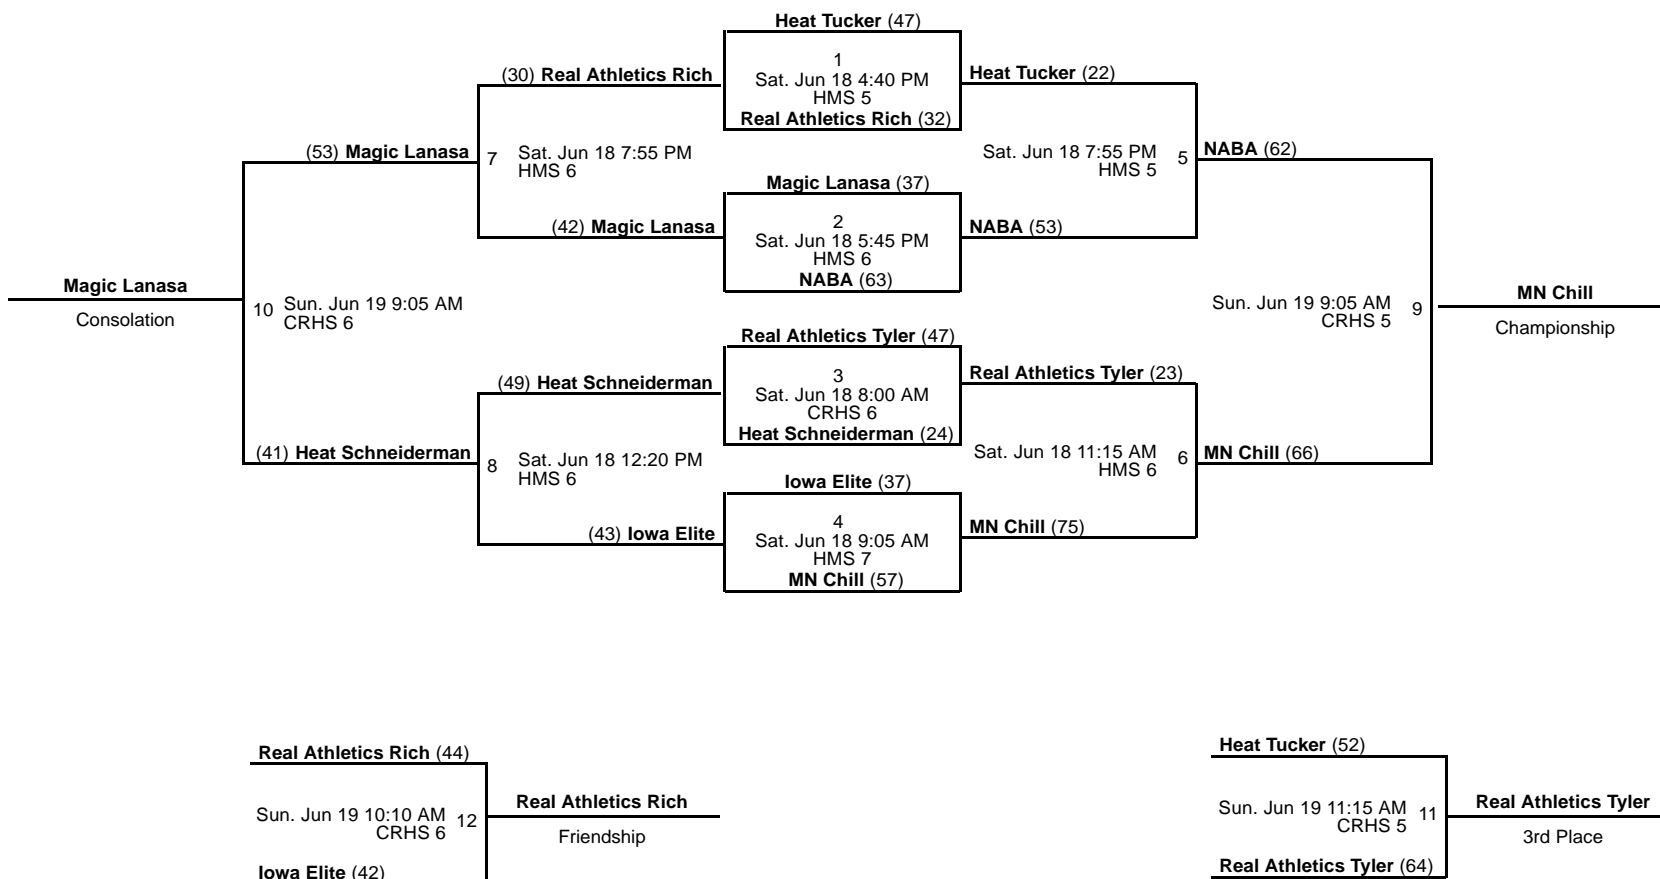 Heat Tucker (47)
1
Sat. Jun 18 4:40 PM
HMS 5
Real Athletics Rich (32)
(30) Real Athletics Rich
Heat Tucker (22)
(53) Magic Lanasa
7 Sat. Jun 18 7:55 PM
HMS 6
Sat. Jun 18 7:55 PM 5
HMS 5
NABA (62)
Magic Lanasa (37)
2
Sat. Jun 18 5:45 PM
HMS 6
NABA (63)
(42) Magic Lanasa
NABA (53)
Magic Lanasa
Consolation
10 Sun. Jun 19 9:05 AM
CRHS 6
Sun. Jun 19 9:05 AM 9
CRHS 5
MN Chill
Championship
Real Athletics Tyler (47)
3
Sat. Jun 18 8:00 AM
CRHS 6
Heat Schneiderman (24)
(49) Heat Schneiderman
Real Athletics Tyler (23)
(41) Heat Schneiderman
8 Sat. Jun 18 12:20 PM
HMS 6
Sat. Jun 18 11:15 AM 6
HMS 6
MN Chill (66)
Iowa Elite (37)
4
Sat. Jun 18 9:05 AM
HMS 7
MN Chill (57)
(43) Iowa Elite
MN Chill (75)
Real Athletics Rich (44)
Sun. Jun 19 10:10 AM 12
CRHS 6
Iowa Elite (42)
Real Athletics Rich
Friendship
Heat Tucker (52)
Sun. Jun 19 11:15 AM 11
CRHS 5
Real Athletics Tyler (64)
Real Athletics Tyler
3rd Place